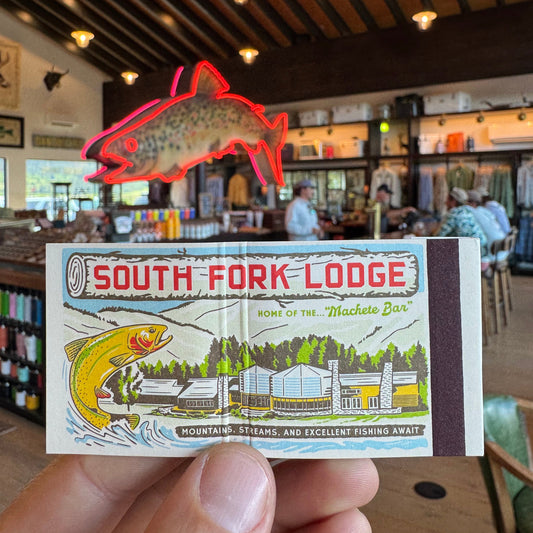 SOUTH FORK LODGE
HOME OF THE... "Machete Bar"
MOUNTAINS, STREAMS, AND EXCELLENT FISHING AWAIT